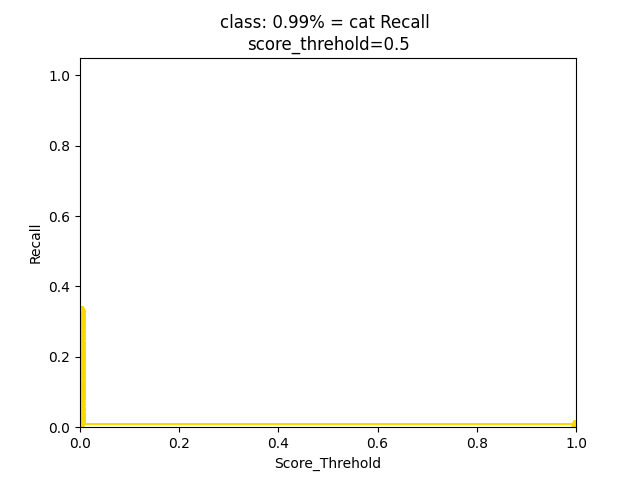 class: 0.99% = cat Recall
score_threhold=0.5
1.0
0.8
0.6
0.4
0.2
0.0
Recall
0.0 0.2 0.4 0.6 0.8 1.0
Score_Threhold